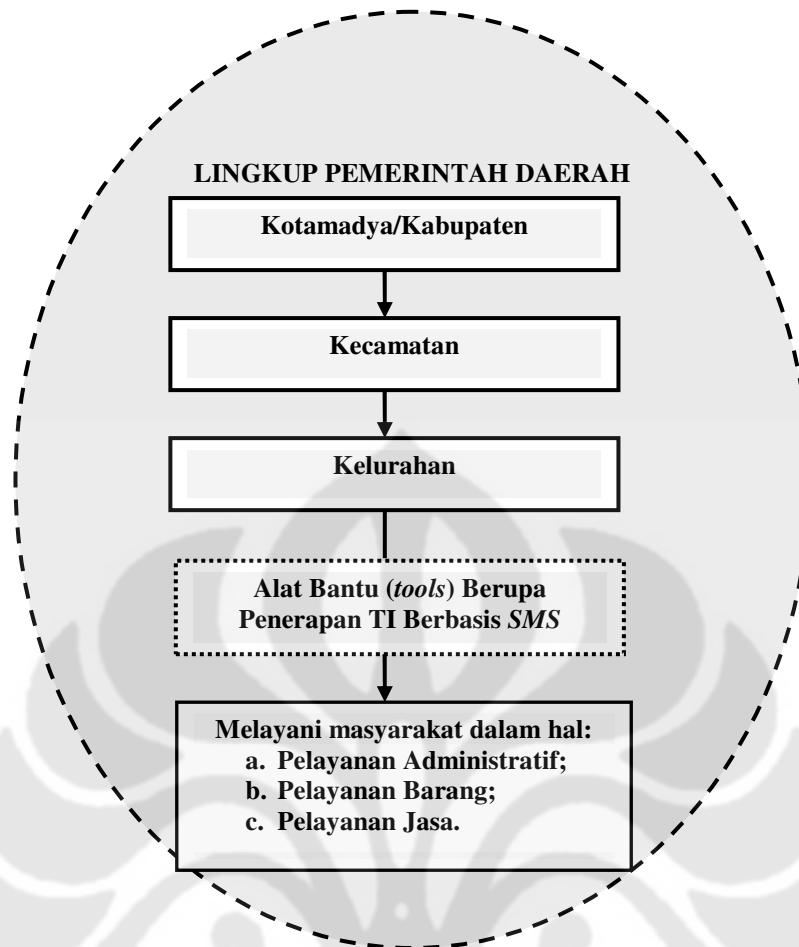 LINGKUP PEMERINTAH DAERAH
Kotamadya/Kabupaten
Kecamatan
Kelurahan
Alat Bantu (tools) Berupa
Penerapan TI Berbasis SMS
Melayani masyarakat dalam hal:
a. Pelayanan Administratif;
b. Pelayanan Barang;
c. Pelayanan Jasa.